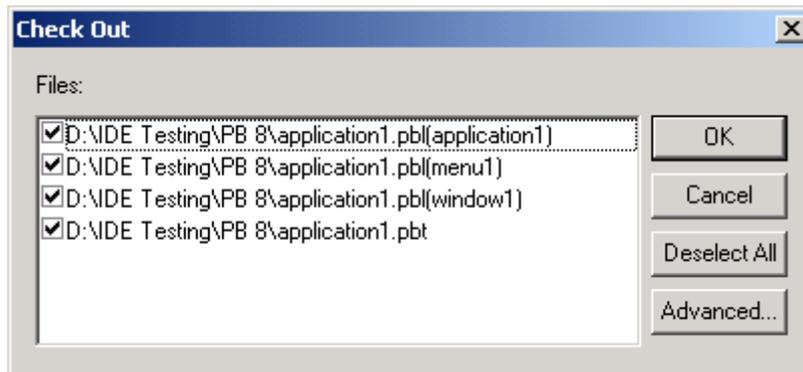 Check Out
Files:
D:\IDE Testing\PB 8\application1.pbl(application1)
D:\IDE Testing\PB 8\application1.pbl(menu1)
D:\IDE Testing\PB 8\application1.pbl(window1)
D:\IDE Testing\PB 8\application1.pbt
OK
Cancel
Deselect All
Advanced...